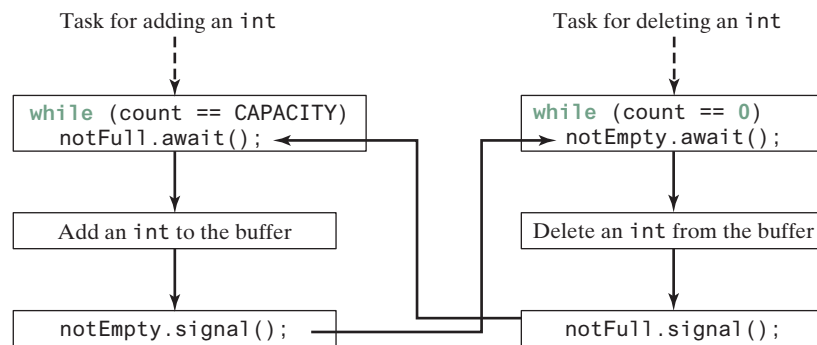 Task for adding an int
while (count == CAPACITY)
notFull.await();
Add an int to the buffer
notEmpty.signal();
Task for deleting an int
while (count == 0)
notEmpty.await();
Delete an int from the buffer
notFull.signal();